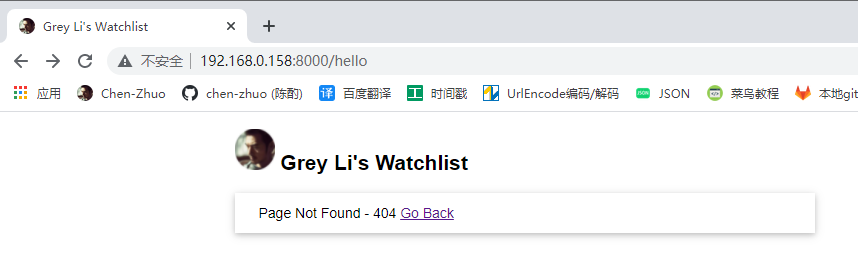 Grey Li's Watchlist
不安全 192.168.0.158:8000/hello
应用 Chen-Zhuo chen-zhuo (陈酌) 译 百度翻译 工 时间戳 UrlEncode编码/解码 JSON 菜鸟教程 本地git
Grey Li's Watchlist
Page Not Found - 404 Go Back